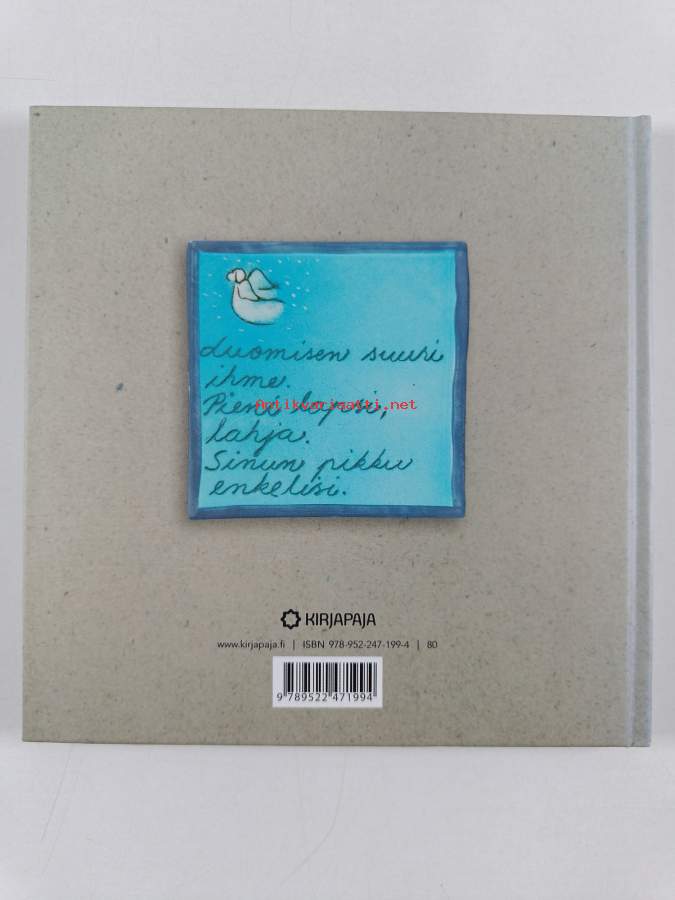 Luomisen suuri
ihme.
Pieni lapsi,
Antikvariaatti.net
lahja.
Sinun pikku
enkelisi.
KIRJAPAJA
www.kirjapaja.fi | ISBN 978-952-247-199-4 | 80
9 789522 471994